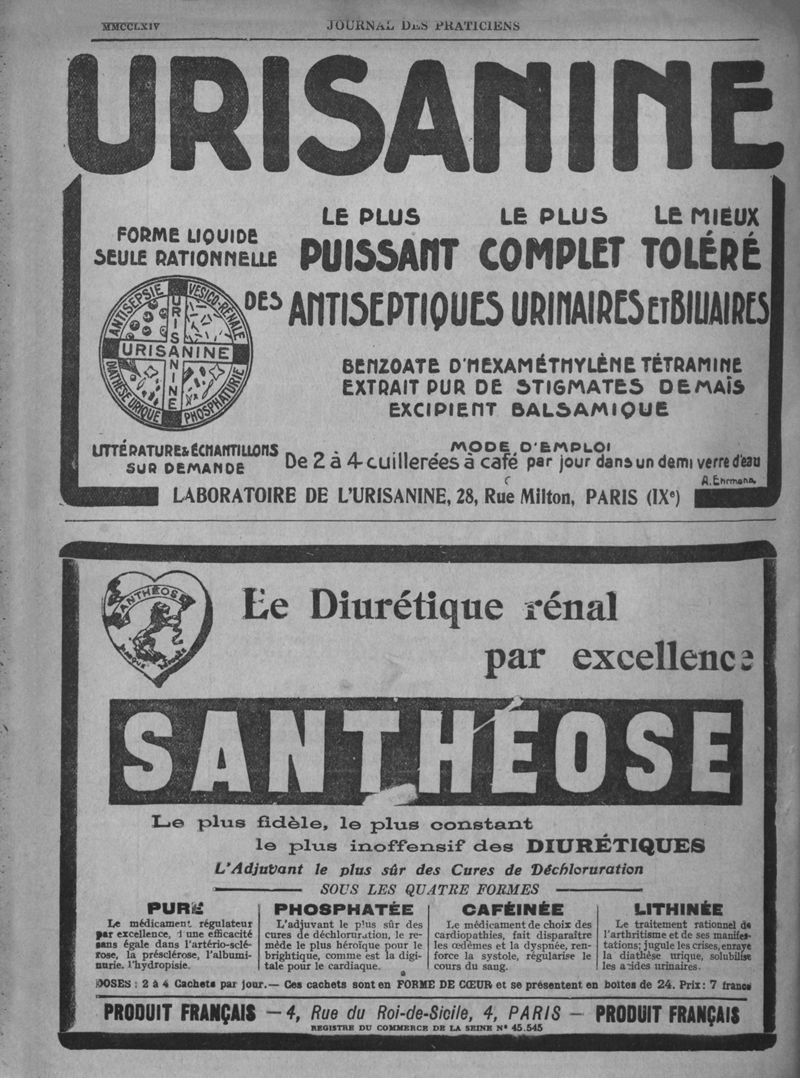 MMCCLXIV
JOURNAL DES PRATICIENS
URISANINE
FORME LIQUIDE
SEULE RATIONNELLE
LE PLUS LE PLUS LE MIEUX
PUISSANT COMPLET TOLÉRÉ
DES ANTISEPTIQUES URINAIRES ET BILIAIRES
ANTISEPSIE VESICO-RÉNALE
URISANINE
URISANINE
DIATHÈSE URIQUE PHOSPHATURIE
BENZOATE D'HEXAMÉTHYLÈNE TÉTRAMINE
EXTRAIT PUR DE STIGMATES DE MAÏS
EXCIPIENT BALSAMIQUE
LITTÉRATURE & ÉCHANTILLONS
SUR DEMANDE
MODE D'EMPLOI
De 2 à 4 cuillerées à café par jour dans un demi verre d'eau
R. Ehrmann
LABORATOIRE DE L'URISANINE, 28, Rue Milton, PARIS (IXe)
SANTHÉOSE
Le Diurétique rénal
par excellence
SANTHÉOSE
Le plus fidèle, le plus constant
le plus inoffensif des DIURÉTIQUES
L'Adjuvant le plus sûr des Cures de Déchloruration
SOUS LES QUATRE FORMES
PURE
Le médicament régulateur
par excellence, d'une efficacité
sans égale dans l'artério-sclé-
rose, la présclérose, l'albumi-
nurie, l'hydropisie.
PHOSPHATÉE
L'adjuvant le plus sûr des
cures de déchloruration, le re-
mède le plus héroïque pour le
brightique, comme est la digi-
tale pour le cardiaque.
CAFÉINÉE
Le médicament de choix des
cardiopathies, fait disparaître
les œdèmes et la dyspnée, ren-
force la systole, régularise le
cours du sang.
LITHINÉE
Le traitement rationnel de
l'arthritisme et de ses manifes-
tations; jugule les crises, enraye
la diathèse urique, solubilise
les acides urinaires.
DOSES : 2 à 4 Cachets par jour. — Ces cachets sont en FORME DE CŒUR et se présentent en boîtes de 24. Prix : 7 francs
PRODUIT FRANÇAIS — 4, Rue du Roi-de-Sicile, 4, PARIS — PRODUIT FRANÇAIS
REGISTRE DU COMMERCE DE LA SEINE N° 45.545